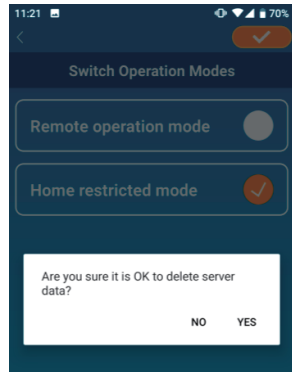 11:21 70%
Switch Operation Modes
Remote operation mode
Home restricted mode
Are you sure it is OK to delete server
data?
NO YES